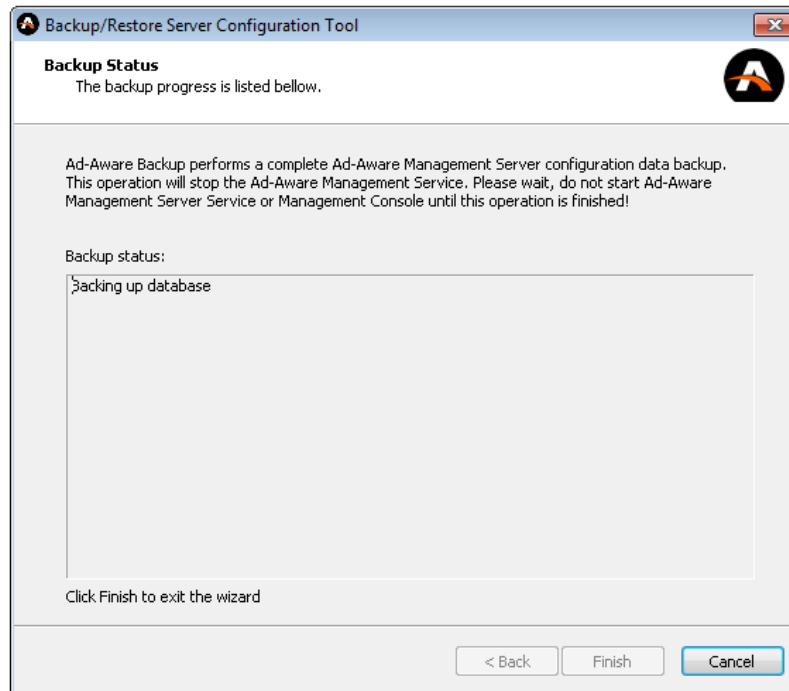 Backup/Restore Server Configuration Tool
Backup Status
The backup progress is listed bellow.
Ad-Aware Backup performs a complete Ad-Aware Management Server configuration data backup.
This operation will stop the Ad-Aware Management Service. Please wait, do not start Ad-Aware
Management Server Service or Management Console until this operation is finished!
Backup status:
Backing up database
Click Finish to exit the wizard
< Back
Finish
Cancel